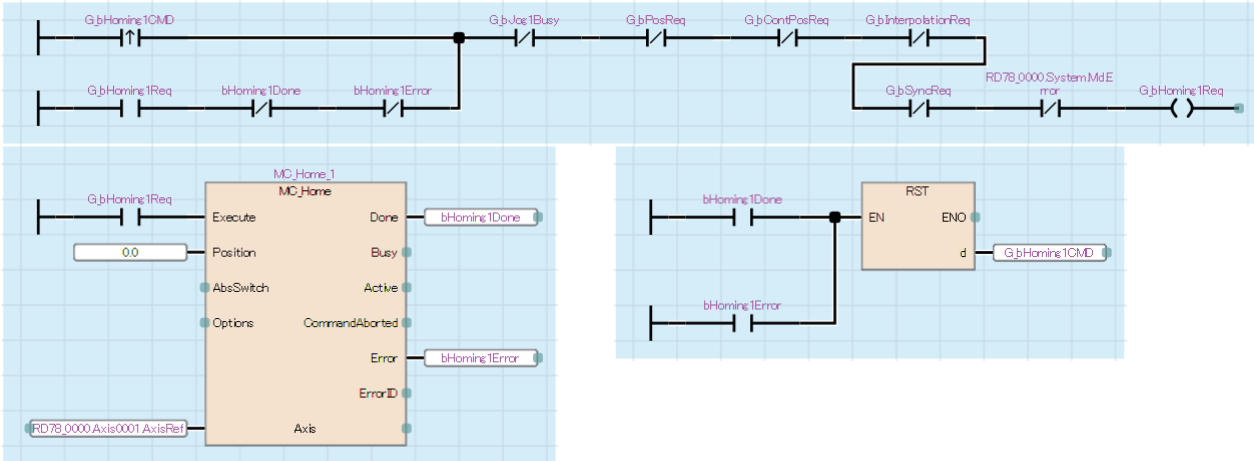 G_bHoming1CMD G_bJog1Busy G_bPosReq G_bContPosReq G_bInterpolationReq
RD78_0000.System.Md.E
rror
G_bHoming1Req bHoming1Done bHoming1Error G_bSyncReq G_bHoming1Req
MC_Home_1
MC_Home
G_bHoming1Req
Execute Done bHoming1Done
0.0 Position Busy
AbsSwitch Active
Options CommandAborted
Error bHoming1Error
ErrorID
RD78_0000.Axis0001.AxisRef Axis
RST
bHoming1Done
EN ENO
d G_bHoming1CMD
bHoming1Error